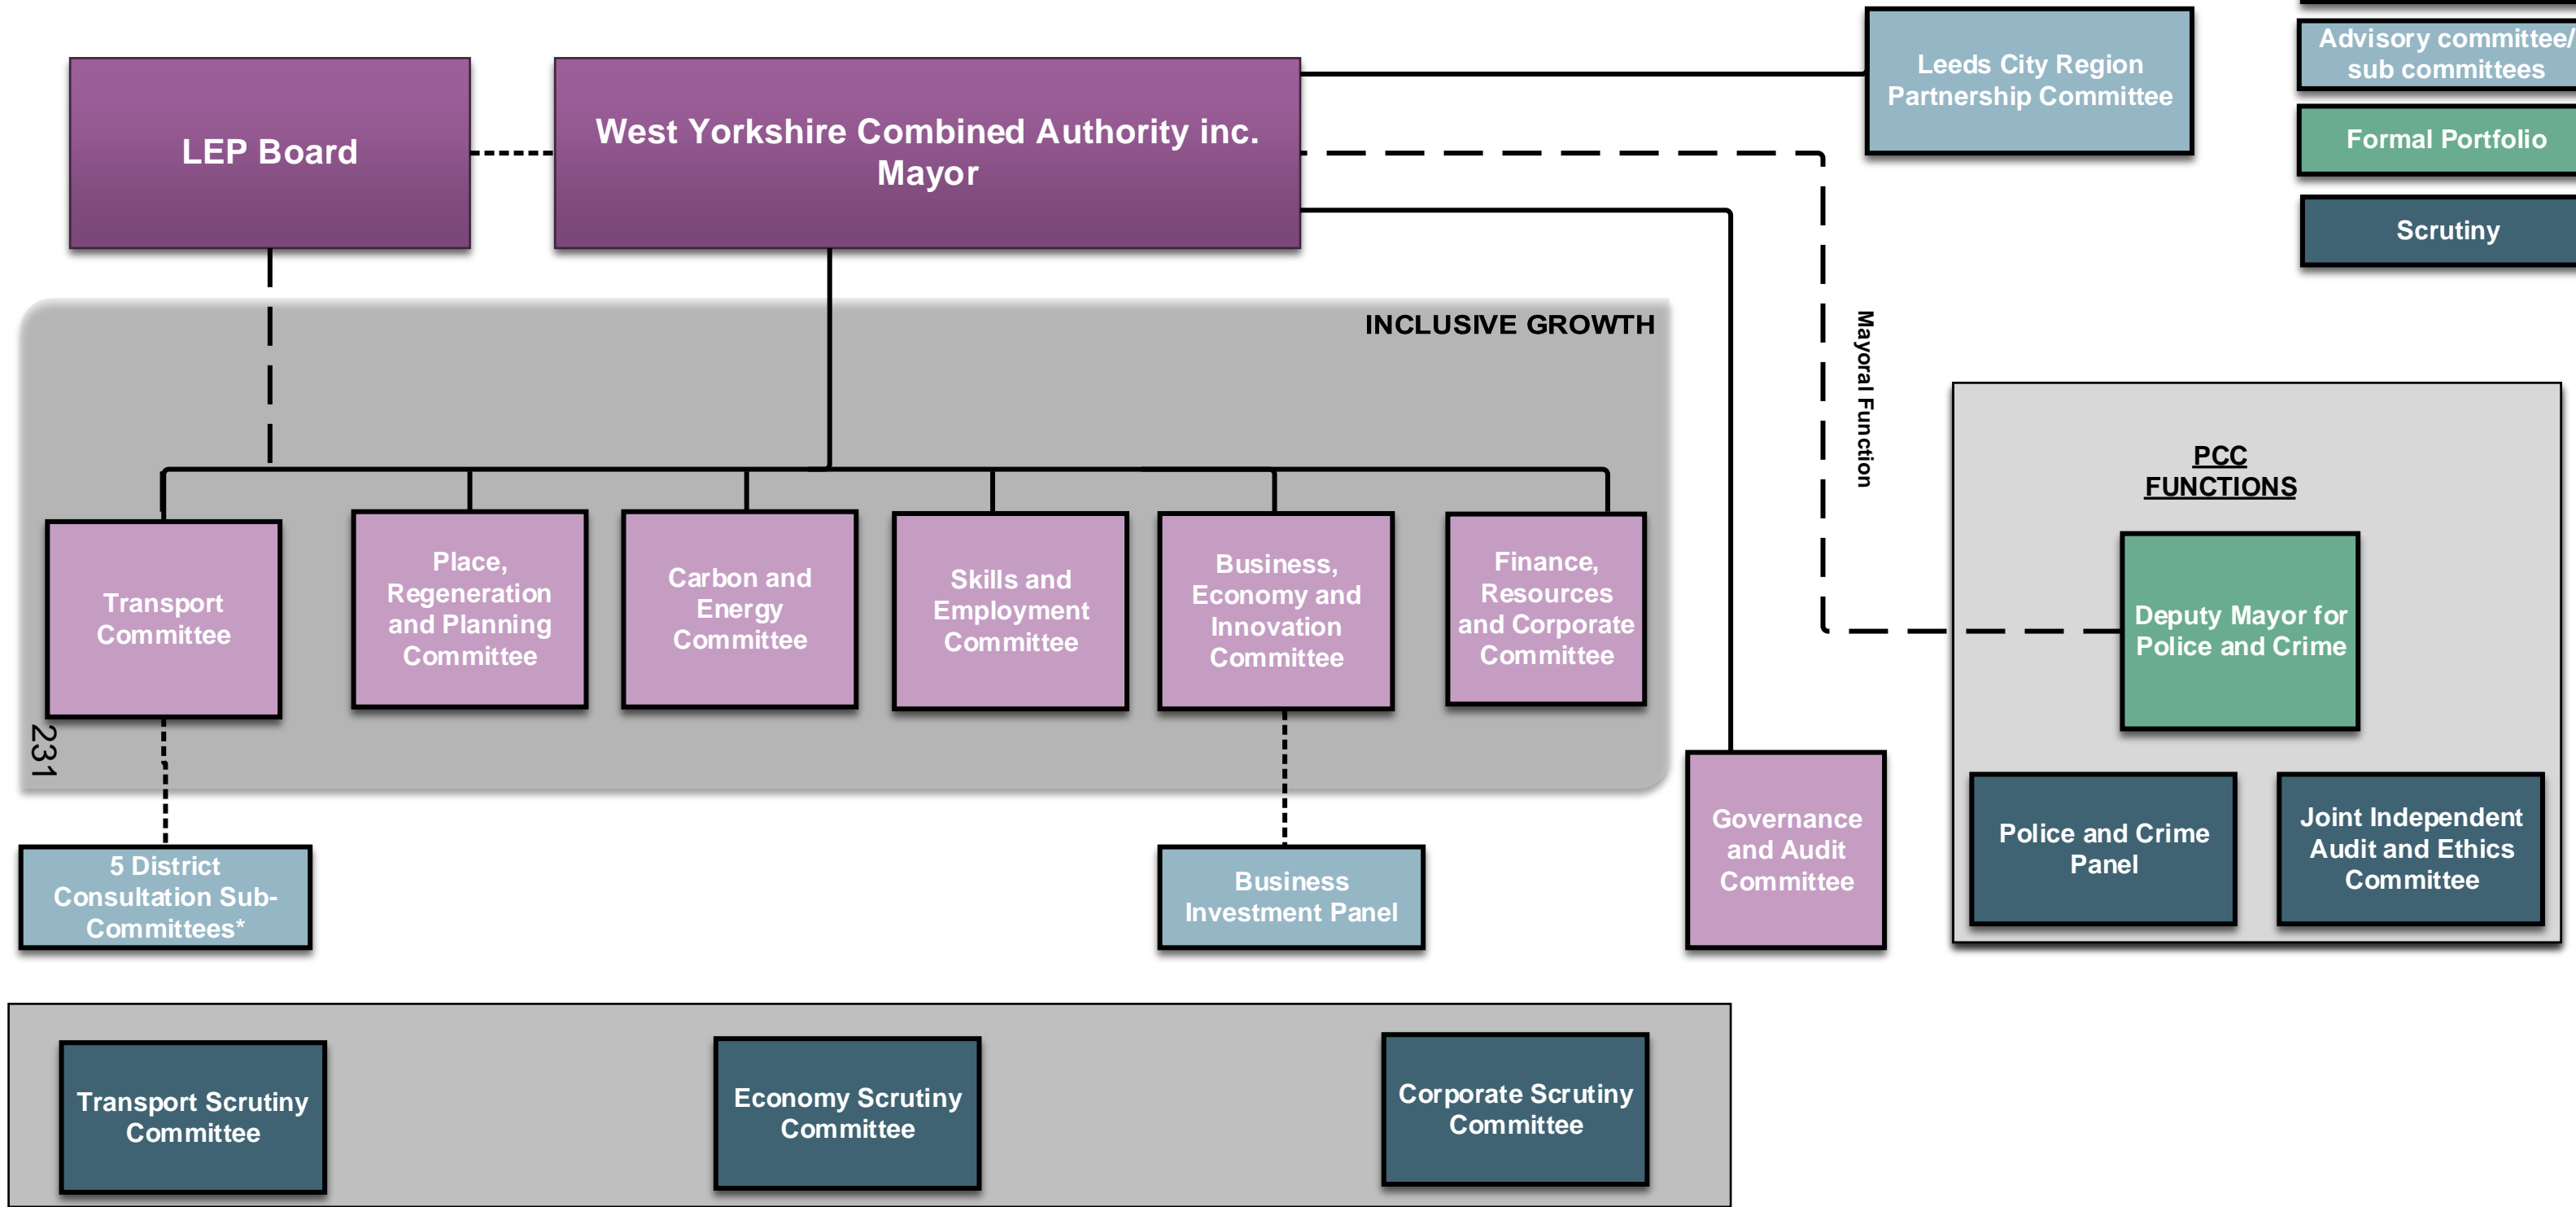 Leeds City Region
Partnership Committee
Advisory committee/
sub committees
Formal Portfolio
Scrutiny
LEP Board
West Yorkshire Combined Authority inc.
Mayor
INCLUSIVE GROWTH
Mayoral Function
Transport
Committee
Place,
Regeneration
and Planning
Committee
Carbon and
Energy
Committee
Skills and
Employment
Committee
Business,
Economy and
Innovation
Committee
Finance,
Resources
and Corporate
Committee
PCC
FUNCTIONS
Deputy Mayor for
Police and Crime
231
5 District
Consultation Sub-
Committees*
Business
Investment Panel
Governance
and Audit
Committee
Police and Crime
Panel
Joint Independent
Audit and Ethics
Committee
Transport Scrutiny
Committee
Economy Scrutiny
Committee
Corporate Scrutiny
Committee